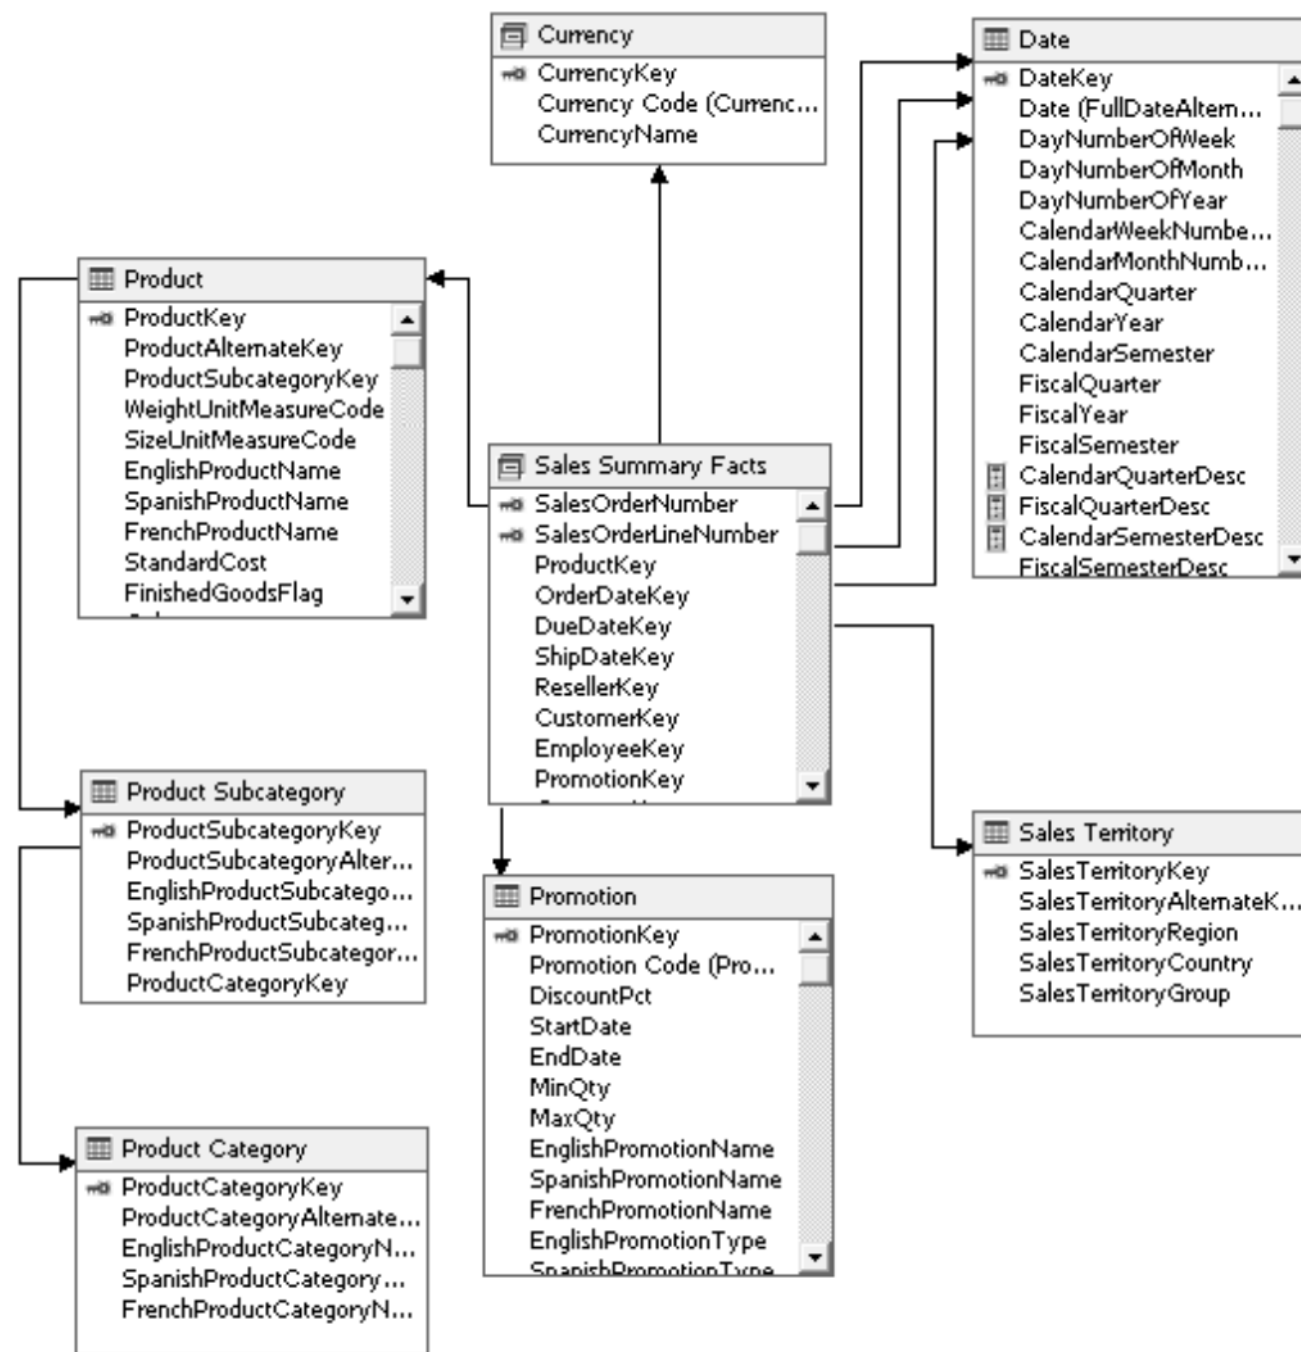 Currency
CurrencyKey
Currency Code (Currenc...
CurrencyName
Date
DateKey
Date (FullDateAltern...
DayNumberOfWeek
DayNumberOfMonth
DayNumberOfYear
CalendarWeekNumbe...
CalendarMonthNumb...
CalendarQuarter
CalendarYear
CalendarSemester
FiscalQuarter
FiscalYear
FiscalSemester
CalendarQuarterDesc
FiscalQuarterDesc
CalendarSemesterDesc
FiscalSemesterDesc
Product
ProductKey
ProductAlternateKey
ProductSubcategoryKey
WeightUnitMeasureCode
SizeUnitMeasureCode
EnglishProductName
SpanishProductName
FrenchProductName
StandardCost
FinishedGoodsFlag
Sales Summary Facts
SalesOrderNumber
SalesOrderLineNumber
ProductKey
OrderDateKey
DueDateKey
ShipDateKey
ResellerKey
CustomerKey
EmployeeKey
PromotionKey
Product Subcategory
ProductSubcategoryKey
ProductSubcategoryAlter...
EnglishProductSubcatego...
SpanishProductSubcateg...
FrenchProductSubcategor...
ProductCategoryKey
Promotion
PromotionKey
Promotion Code (Pro...
DiscountPct
StartDate
EndDate
MinQty
MaxQty
EnglishPromotionName
SpanishPromotionName
FrenchPromotionName
EnglishPromotionType
SpanishPromotionType
Sales Territory
SalesTerritoryKey
SalesTerritoryAlternateK...
SalesTerritoryRegion
SalesTerritoryCountry
SalesTerritoryGroup
Product Category
ProductCategoryKey
ProductCategoryAlternate...
EnglishProductCategoryN...
SpanishProductCategory...
FrenchProductCategoryN...